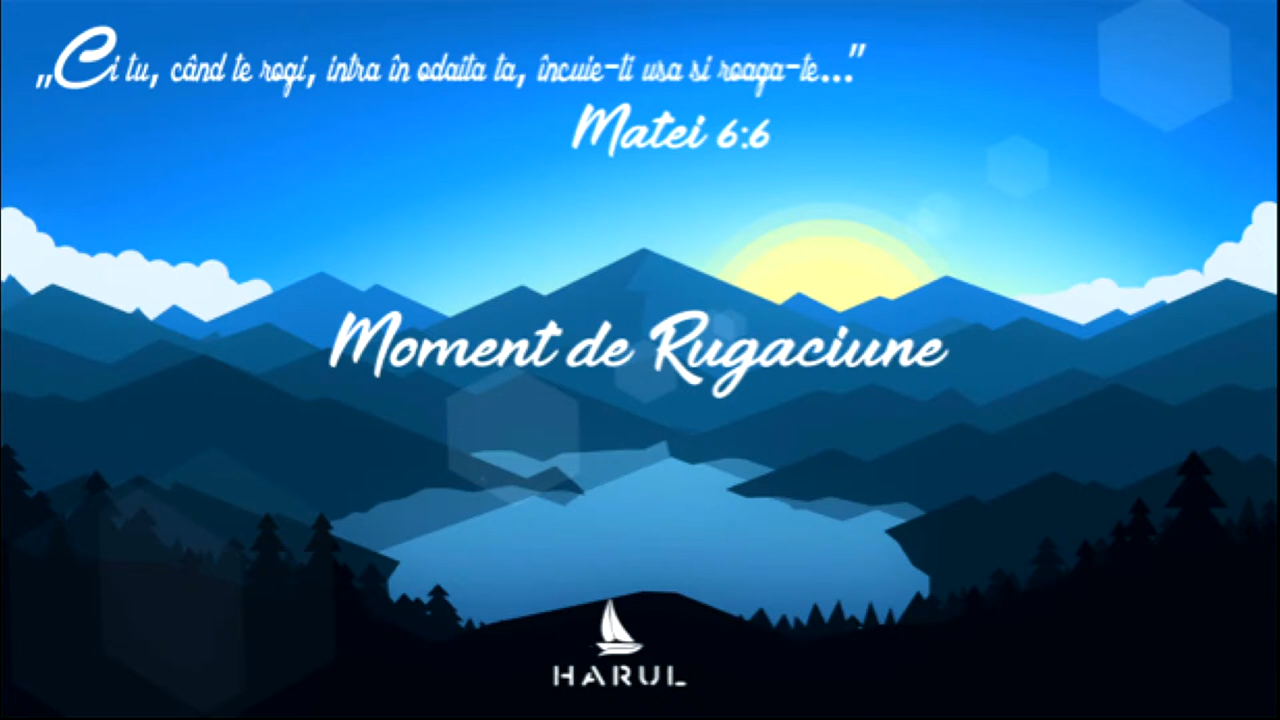 „Ci tu, când te rogi, intra în odaita ta, încuie-ti usa si roaga-te...”
Matei 6:6
Moment de Rugaciune
HARUL